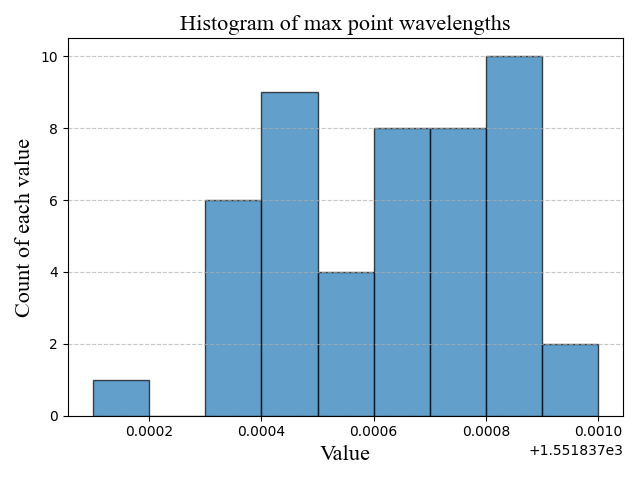 Histogram of max point wavelengths
Count of each value
10
8
6
4
2
0
0.0002 0.0004 0.0006 0.0008 0.0010
+1.551837e3
Value